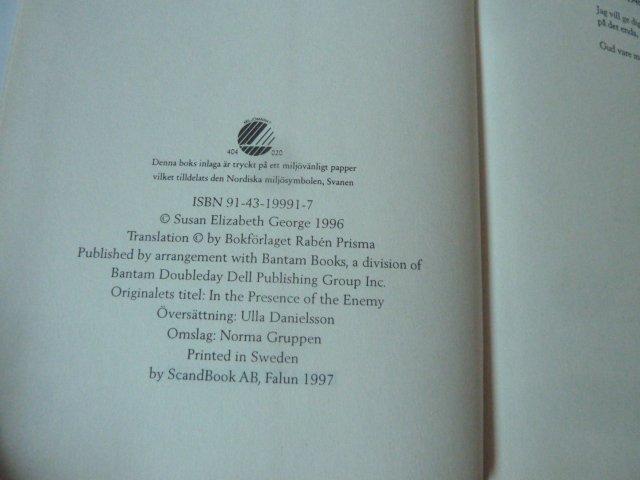 MILJÖMÄRKT
404 020
Denna boks inlaga är tryckt på ett miljövänligt papper
vilket tilldelats den Nordiska miljösymbolen, Svanen
ISBN 91-43-19991-7
© Susan Elizabeth George 1996
Translation © by Bokförlaget Rabén Prisma
Published by arrangement with Bantam Books, a division of
Bantam Doubleday Dell Publishing Group Inc.
Originalets titel: In the Presence of the Enemy
Översättning: Ulla Danielsson
Omslag: Norma Gruppen
Printed in Sweden
by ScandBook AB, Falun 1997
Jag vill ge dig
på det enda,
Gud vare m